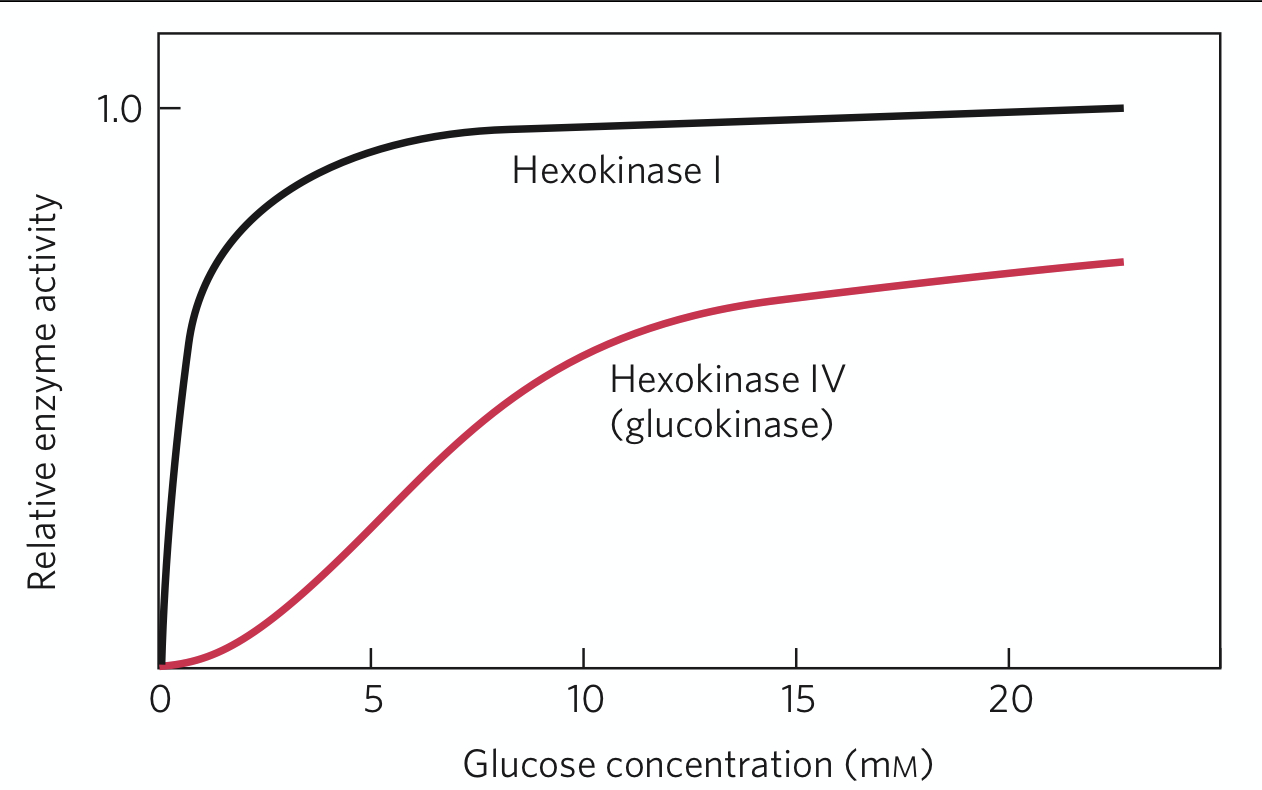 1.0
Relative enzyme activity
Hexokinase I
Hexokinase IV
(glucokinase)
0 5 10 15 20
Glucose concentration (mM)